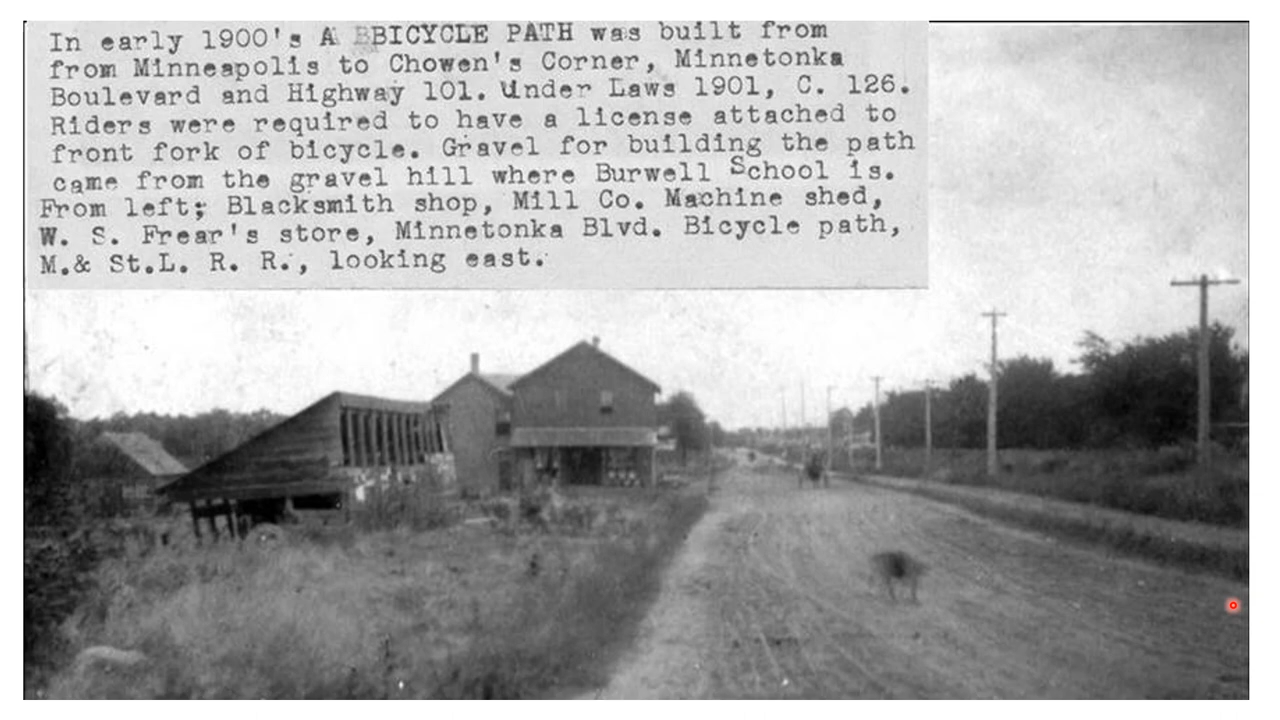 In early 1900's A BBICYCLE PATH was built from
from Minneapolis to Chowen's Corner, Minnetonka
Boulevard and Highway 101. Under Laws 1901, C. 126.
Riders were required to have a license attached to
front fork of bicycle. Gravel for building the path
came from the gravel hill where Burwell School is.
From left; Blacksmith shop, Mill Co. Machine shed,
W. S. Frear's store, Minnetonka Blvd. Bicycle path,
M.& St.L. R. R., looking east.